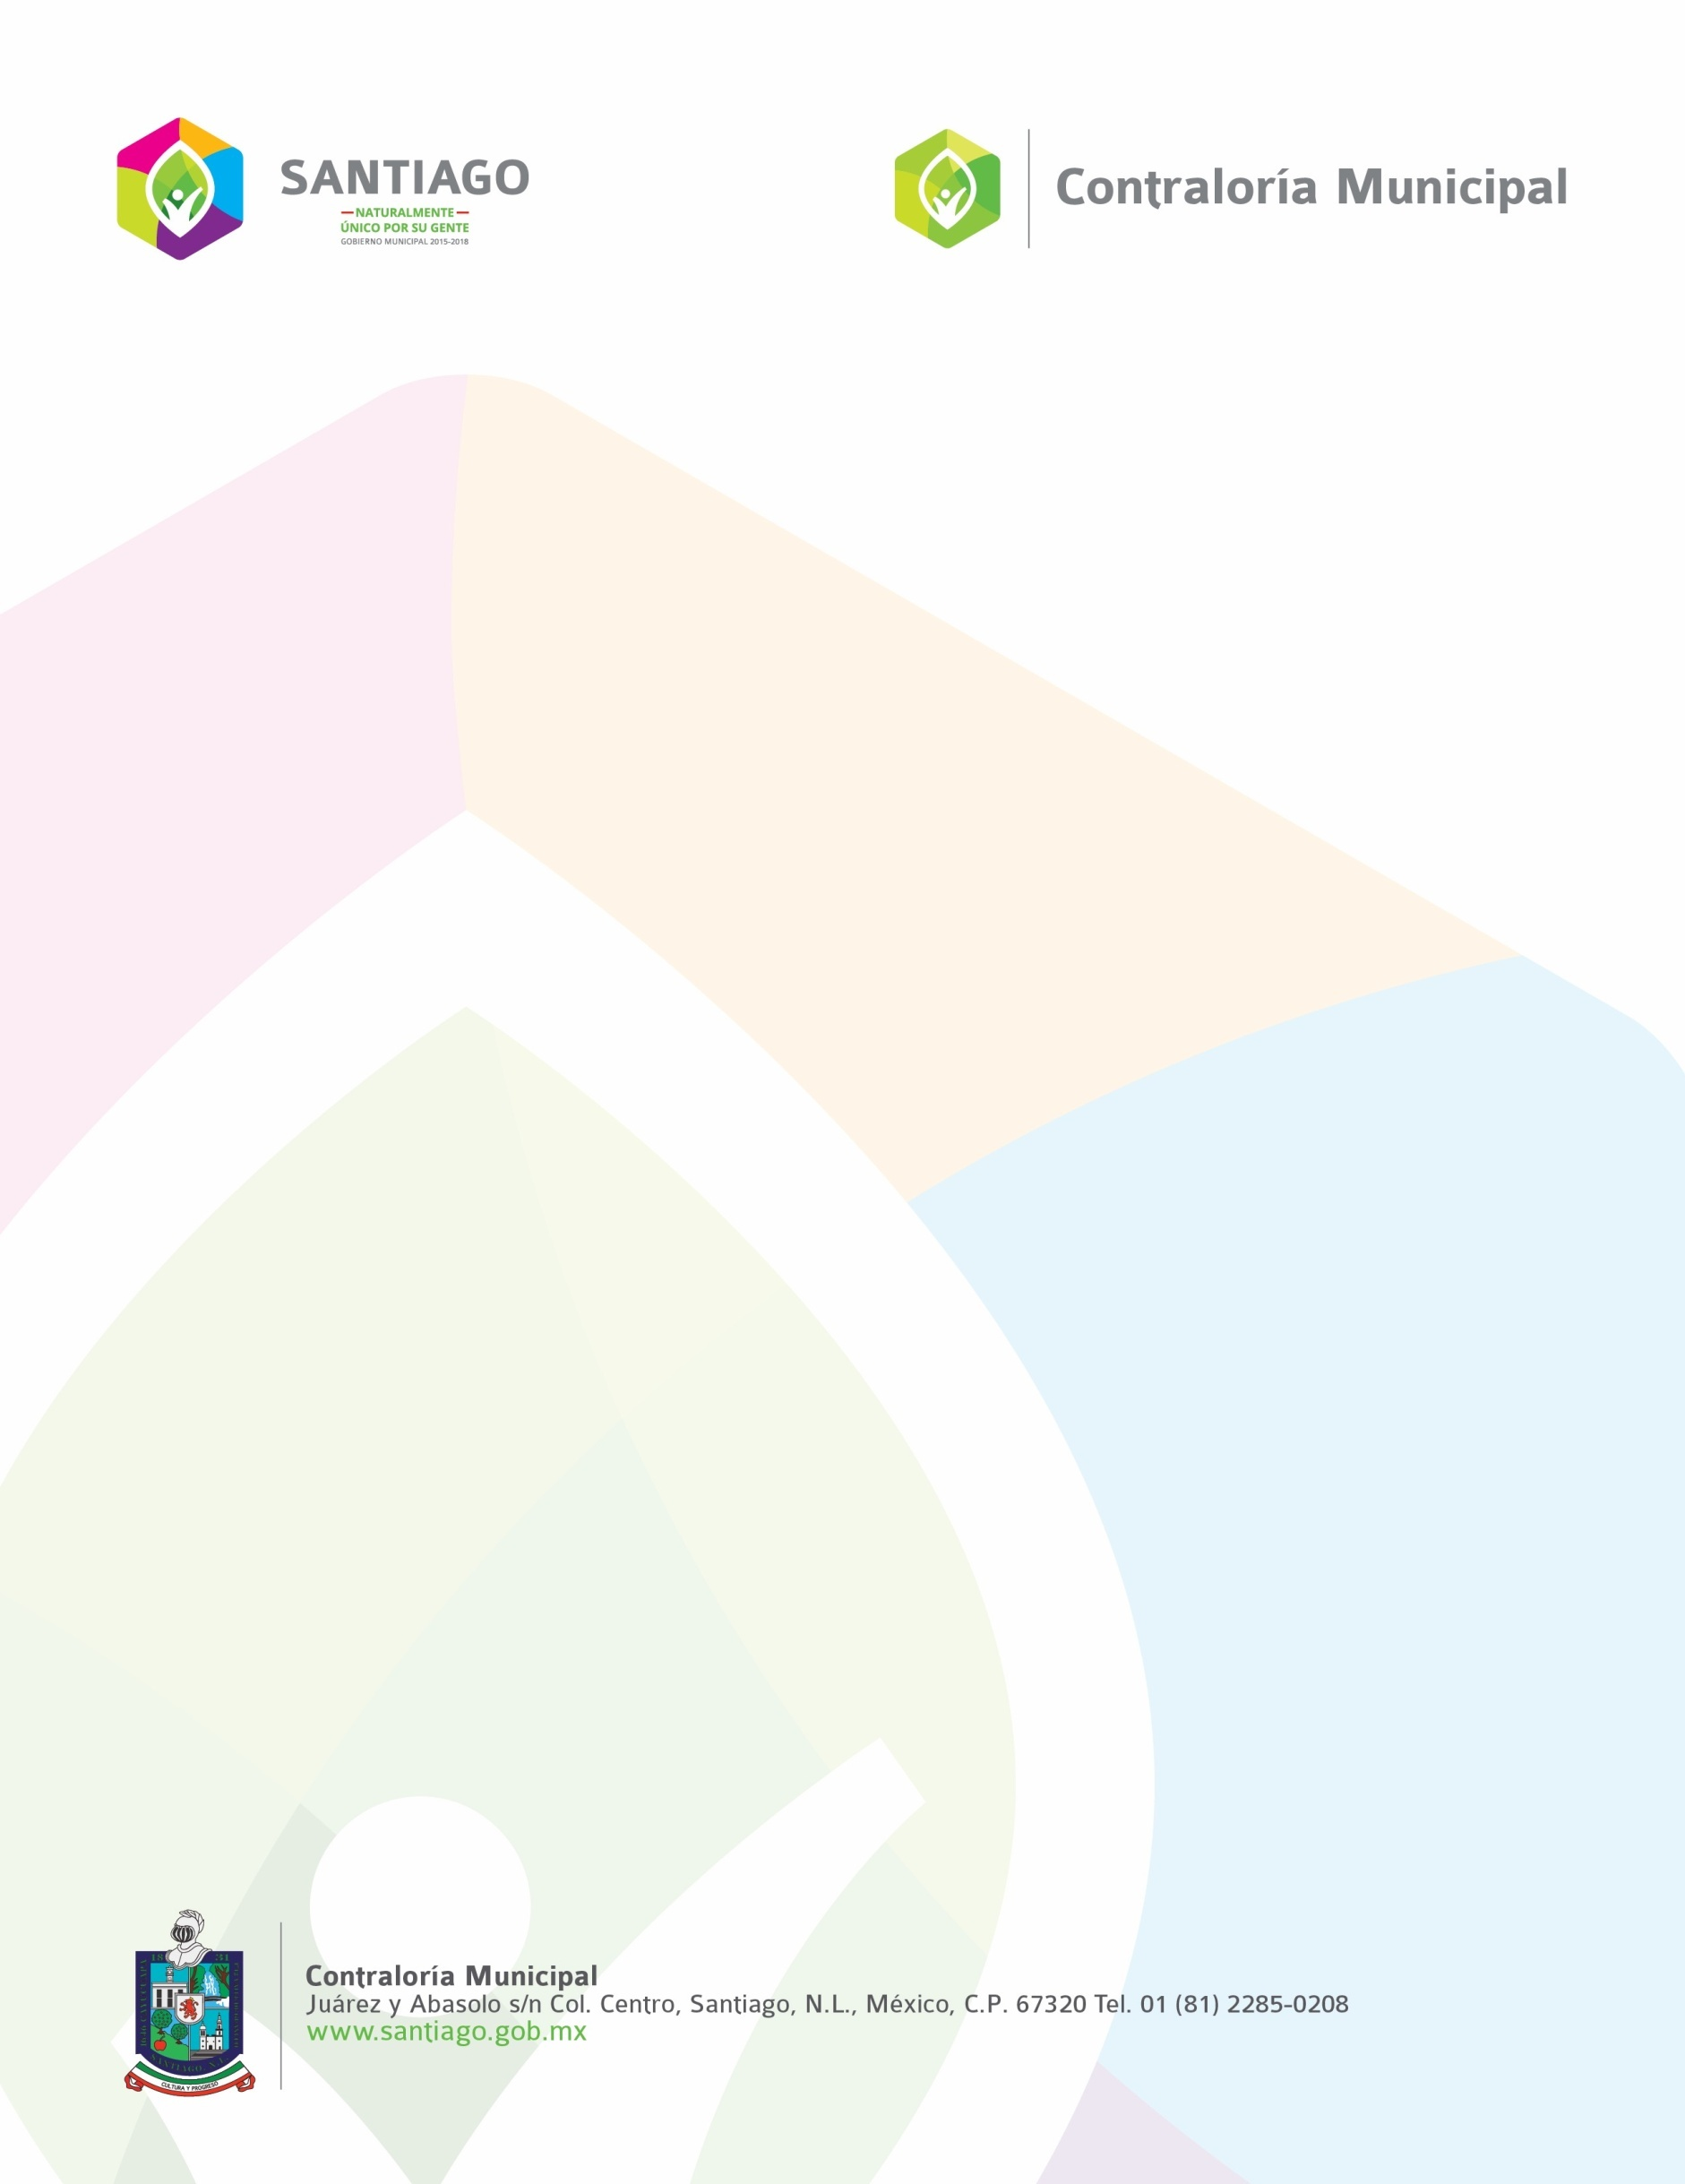 SANTIAGO
NATURALMENTE
ÚNICO POR SU GENTE
GOBIERNO MUNICIPAL 2015-2018
Contraloría Municipal
Contraloría Municipal
Juárez y Abasolo s/n Col. Centro, Santiago, N.L., México, C.P. 67320 Tel. 01 (81) 2285-0208
www.santiago.gob.mx
SANTIAGO, N.L.
CULTURA Y PROGRESO